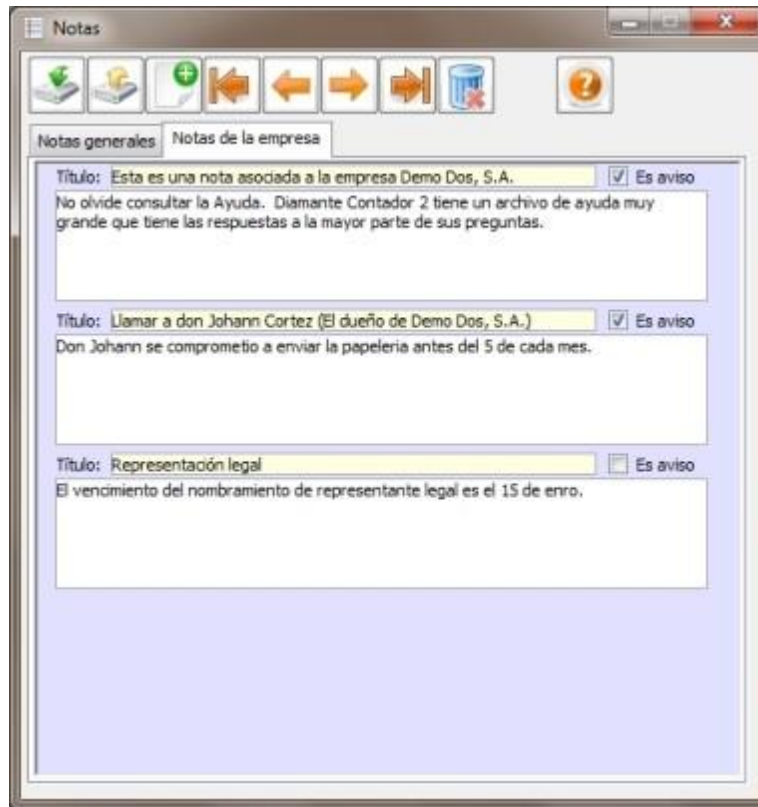 Notas
Notas generales Notas de la empresa
Título: Esta es una nota asociada a la empresa Demo Dos, S.A. Es aviso
No olvide consultar la Ayuda. Diamante Contador 2 tiene un archivo de ayuda muy
grande que tiene las respuestas a la mayor parte de sus preguntas.
Título: Llamar a don Johann Cortez (El dueño de Demo Dos, S.A.) Es aviso
Don Johann se comprometio a enviar la papeleria antes del 5 de cada mes.
Título: Representación legal Es aviso
El vencimiento del nombramiento de representante legal es el 15 de enro.